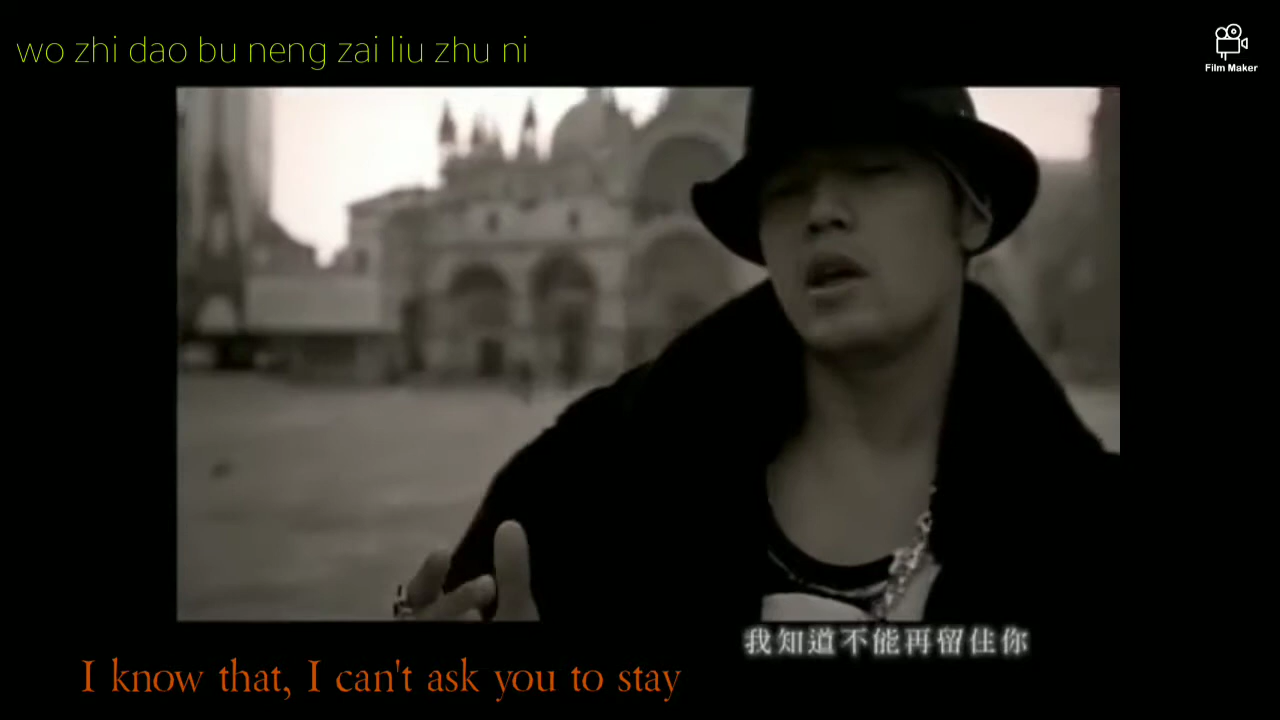 wo zhi dao bu neng zai liu zhu ni
Film Maker
我知道不能再留住你
I know that, I can't ask you to stay